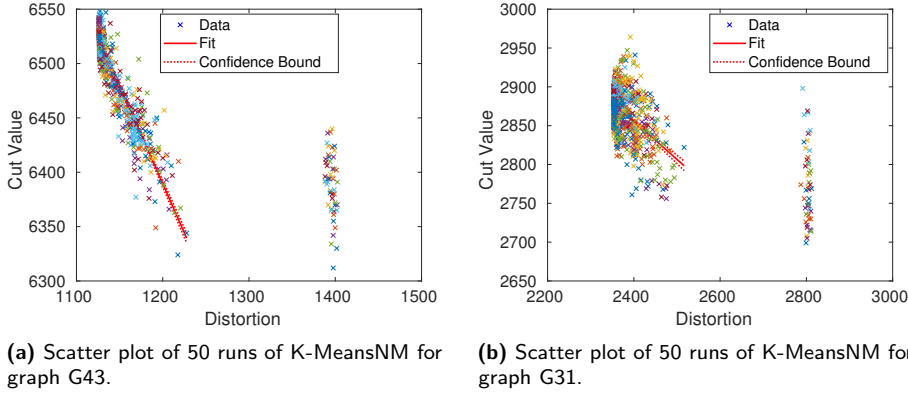 6550
6500
6450
6400
6350
6300
Cut Value
Data
Fit
Confidence Bound
1100 1200 1300 1400 1500
Distortion
(a) Scatter plot of 50 runs of K-MeansNM for
graph G43.
3000
2950
2900
2850
2800
2750
2700
2650
Cut Value
Data
Fit
Confidence Bound
2200 2400 2600 2800 3000
Distortion
(b) Scatter plot of 50 runs of K-MeansNM for
graph G31.